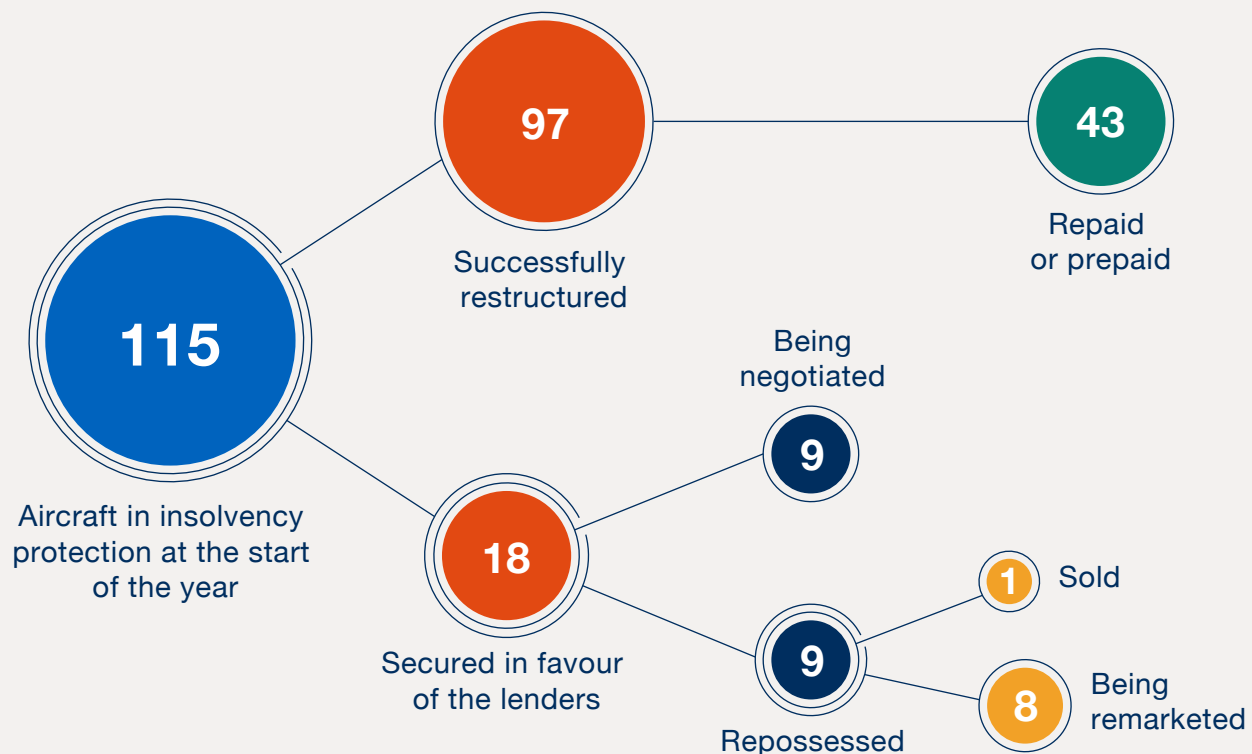 115
Aircraft in insolvency
protection at the start
of the year
97
Successfully
restructured
43
Repaid
or prepaid
18
Secured in favour
of the lenders
Being
negotiated
9
9
Repossessed
1
Sold
8
Being
remarketed